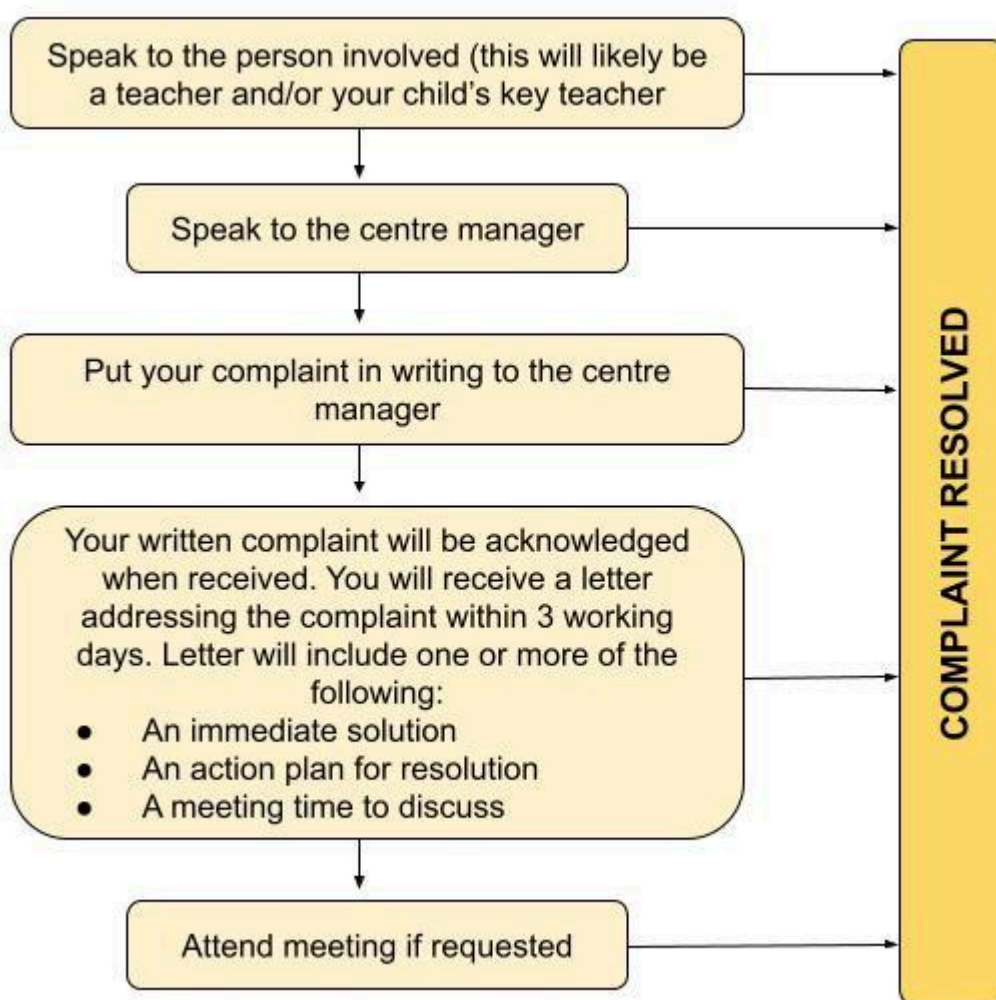 Speak to the person involved (this will likely be
a teacher and/or your child's key teacher
Speak to the centre manager
Put your complaint in writing to the centre
manager
Your written complaint will be acknowledged
when received. You will receive a letter
addressing the complaint within 3 working
days. Letter will include one or more of the
following:
● An immediate solution
● An action plan for resolution
● A meeting time to discuss
Attend meeting if requested
COMPLAINT RESOLVED